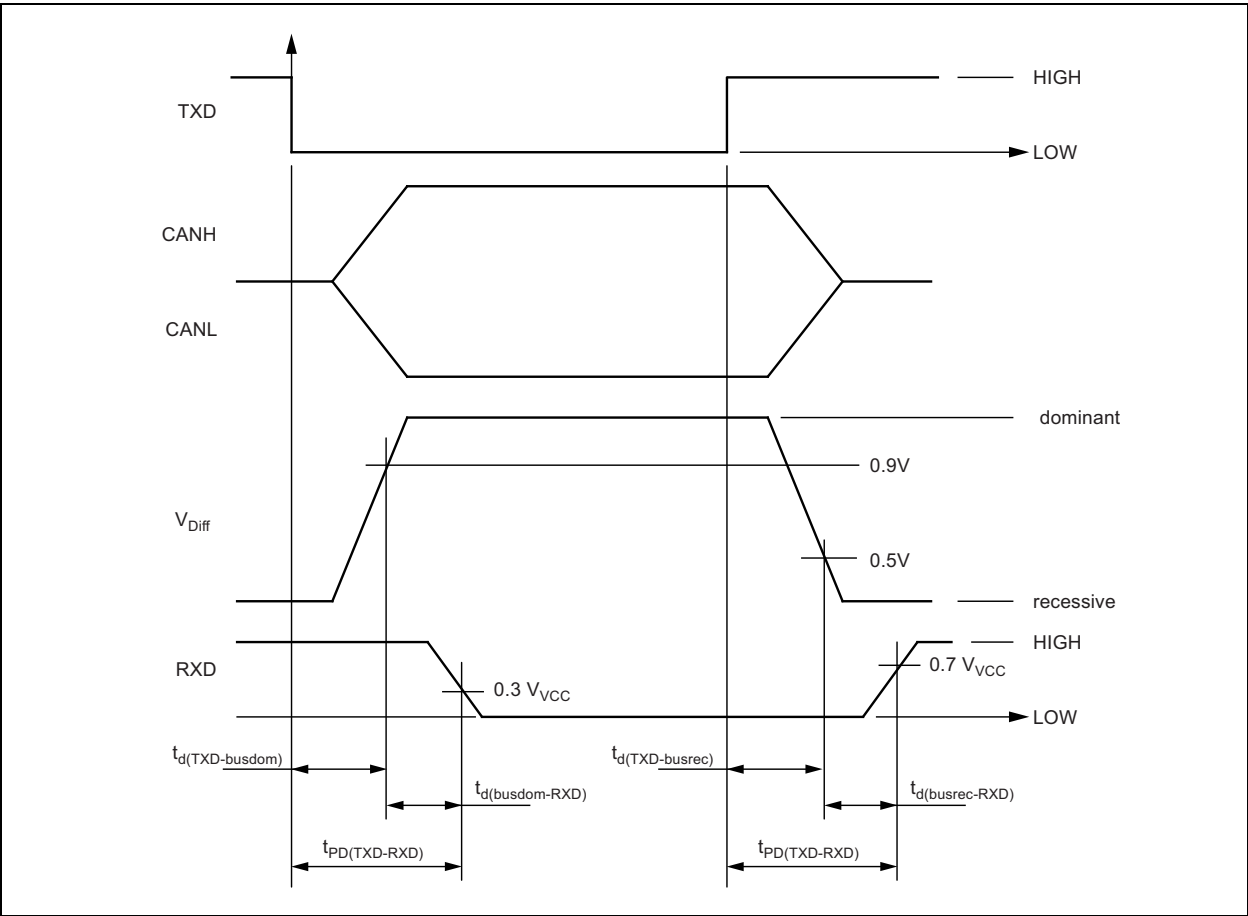 HIGH
TXD
LOW
CANH
CANL
dominant
0.9V
VDiff
0.5V
recessive
HIGH
RXD
0.7 VVCC
0.3 VVCC
LOW
td(TXD-busdom)
td(TXD-busrec)
td(busdom-RXD)
td(busrec-RXD)
tPD(TXD-RXD)
tPD(TXD-RXD)